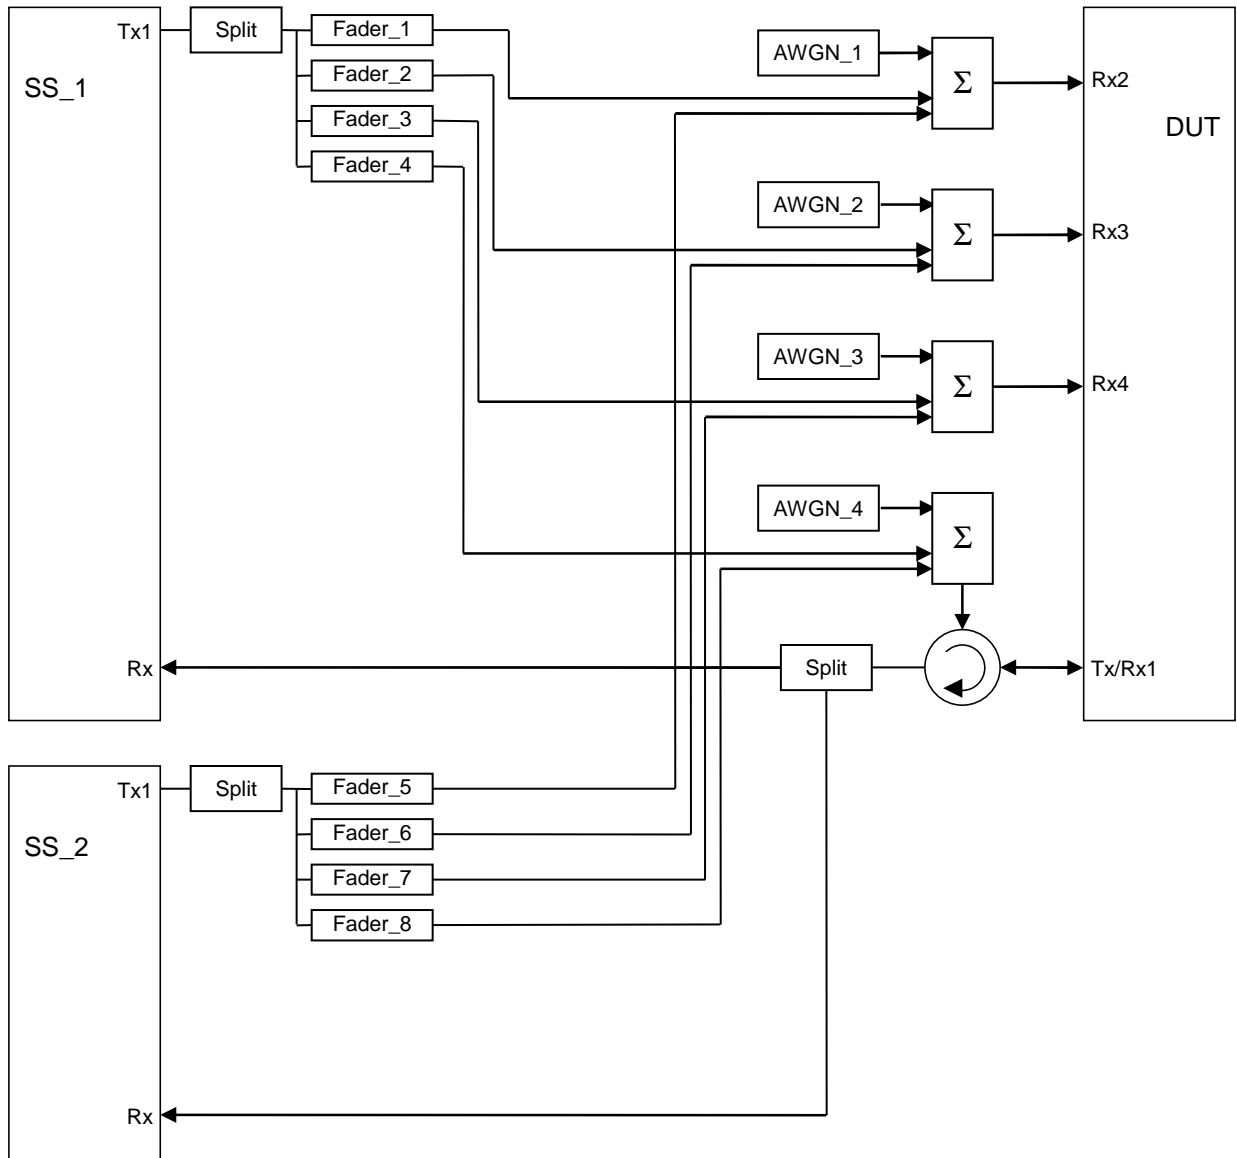 Tx1
Split
Fader_1
Fader_2
Fader_3
Fader_4
SS_1
AWGN_1
Σ
Rx2
DUT
AWGN_2
Σ
Rx3
AWGN_3
Σ
Rx4
AWGN_4
Σ
Rx
Split
Tx/Rx1
Tx1
Split
Fader_5
Fader_6
Fader_7
Fader_8
SS_2
Rx